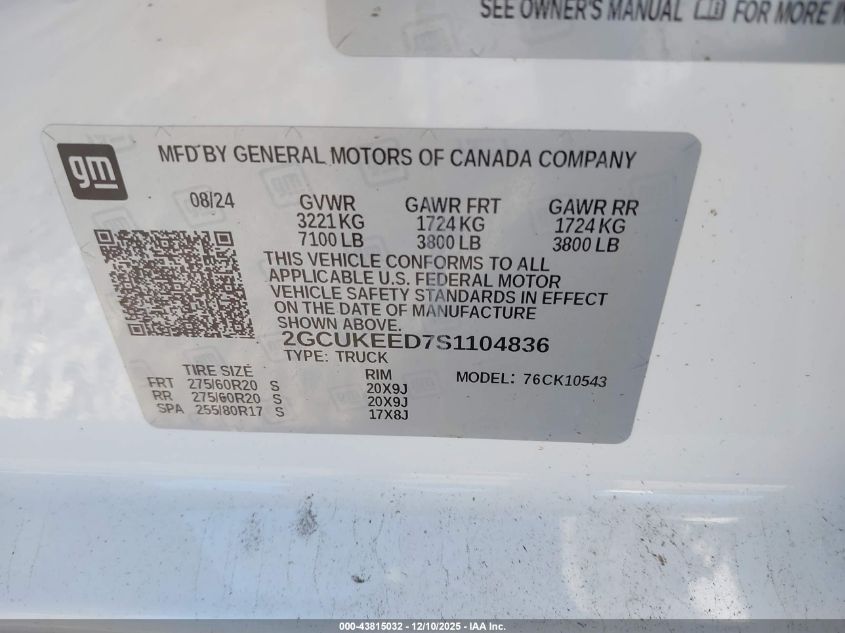 SEE OWNER'S MANUAL FOR MORE
gm
MFD BY GENERAL MOTORS OF CANADA COMPANY
08/24 GVWR GAWR FRT GAWR RR
3221 KG 1724 KG 1724 KG
7100 LB 3800 LB 3800 LB
THIS VEHICLE CONFORMS TO ALL
APPLICABLE U.S. FEDERAL MOTOR
VEHICLE SAFETY STANDARDS IN EFFECT
ON THE DATE OF MANUFACTURE
SHOWN ABOVE.
2GCUKEED7S1104836
TYPE: TRUCK
TIRE SIZE RIM MODEL: 76CK10543
FRT 275/60R20 S 20X9J
RR 275/60R20 S 20X9J
SPA 255/80R17 S 17X8J
000-43815032 - 12/10/2025 - IAA Inc.